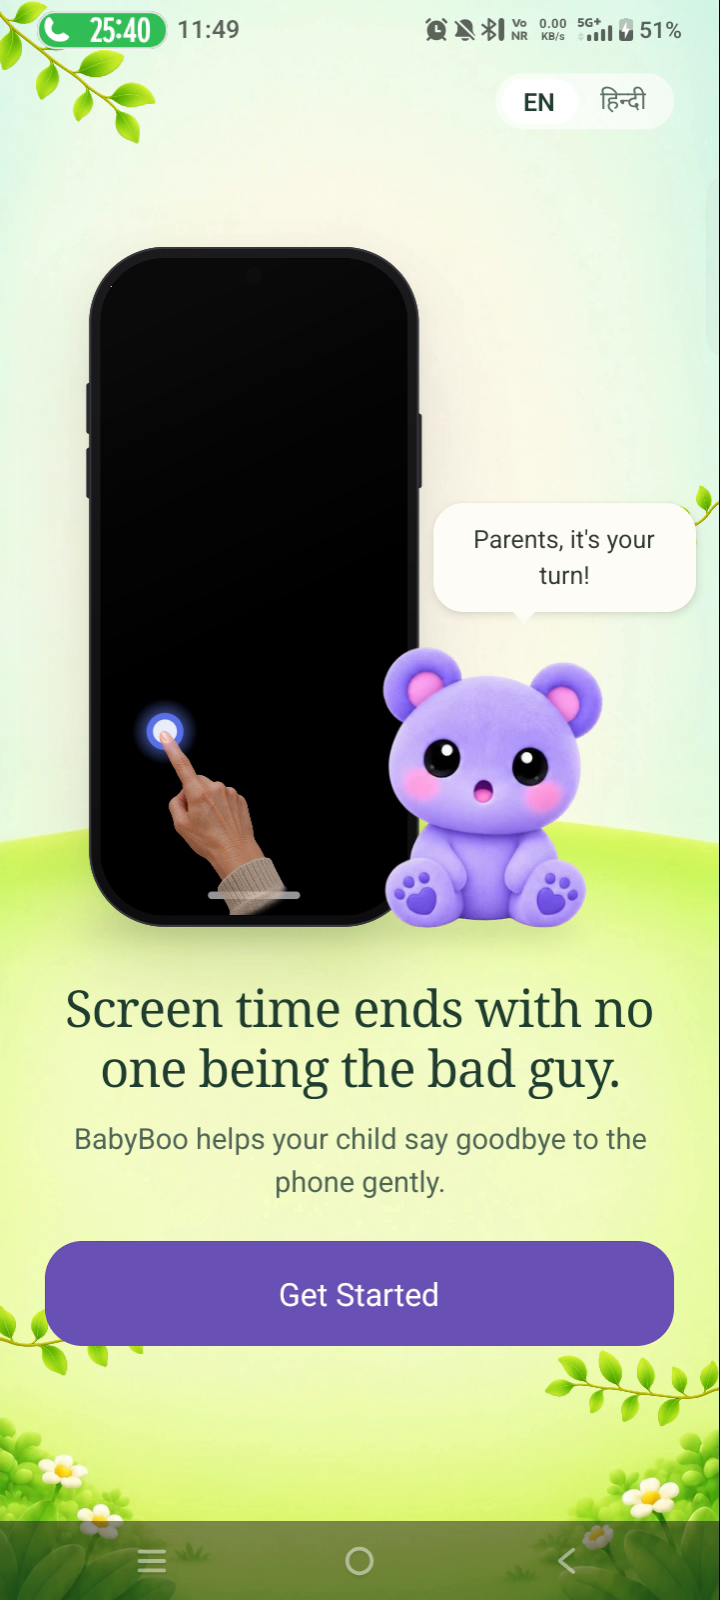 25:40 11:49 Vo NR 0.00 KB/s 5G+ 51%
EN हिन्दी
Parents, it's your
turn!
Screen time ends with no
one being the bad guy.
BabyBoo helps your child say goodbye to the
phone gently.
Get Started